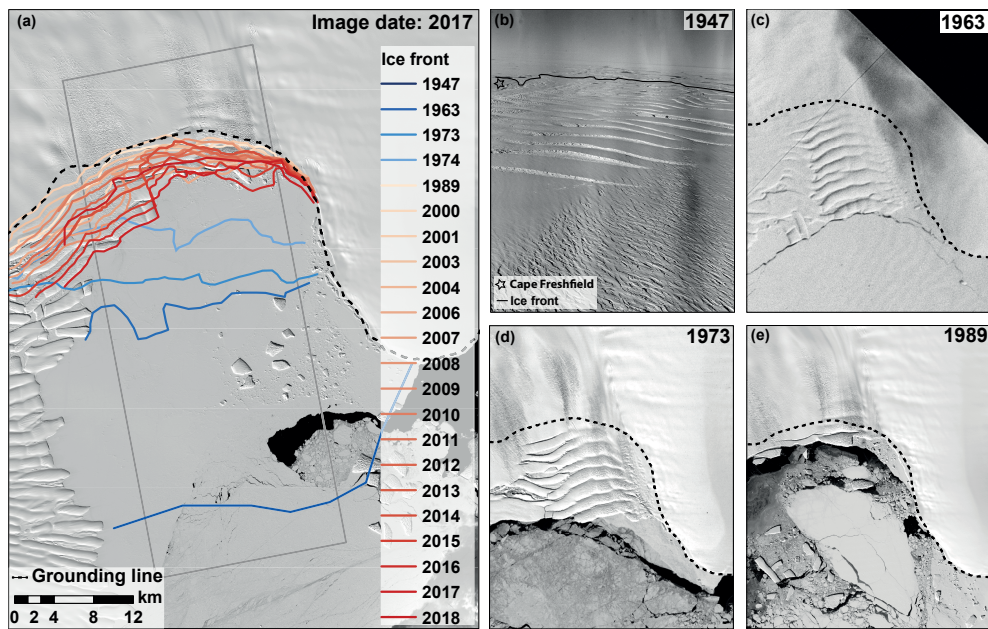 (a)
Image date: 2017
Ice front
1947
1963
1973
1974
1989
2000
2001
2003
2004
2006
2007
2008
2009
2010
2011
2012
2013
2014
2015
2016
2017
2018
Grounding line
km
0 2 4 8 12
(b)
1947
Cape Freshfield
Ice front
(c)
1963
(d)
1973
(e)
1989